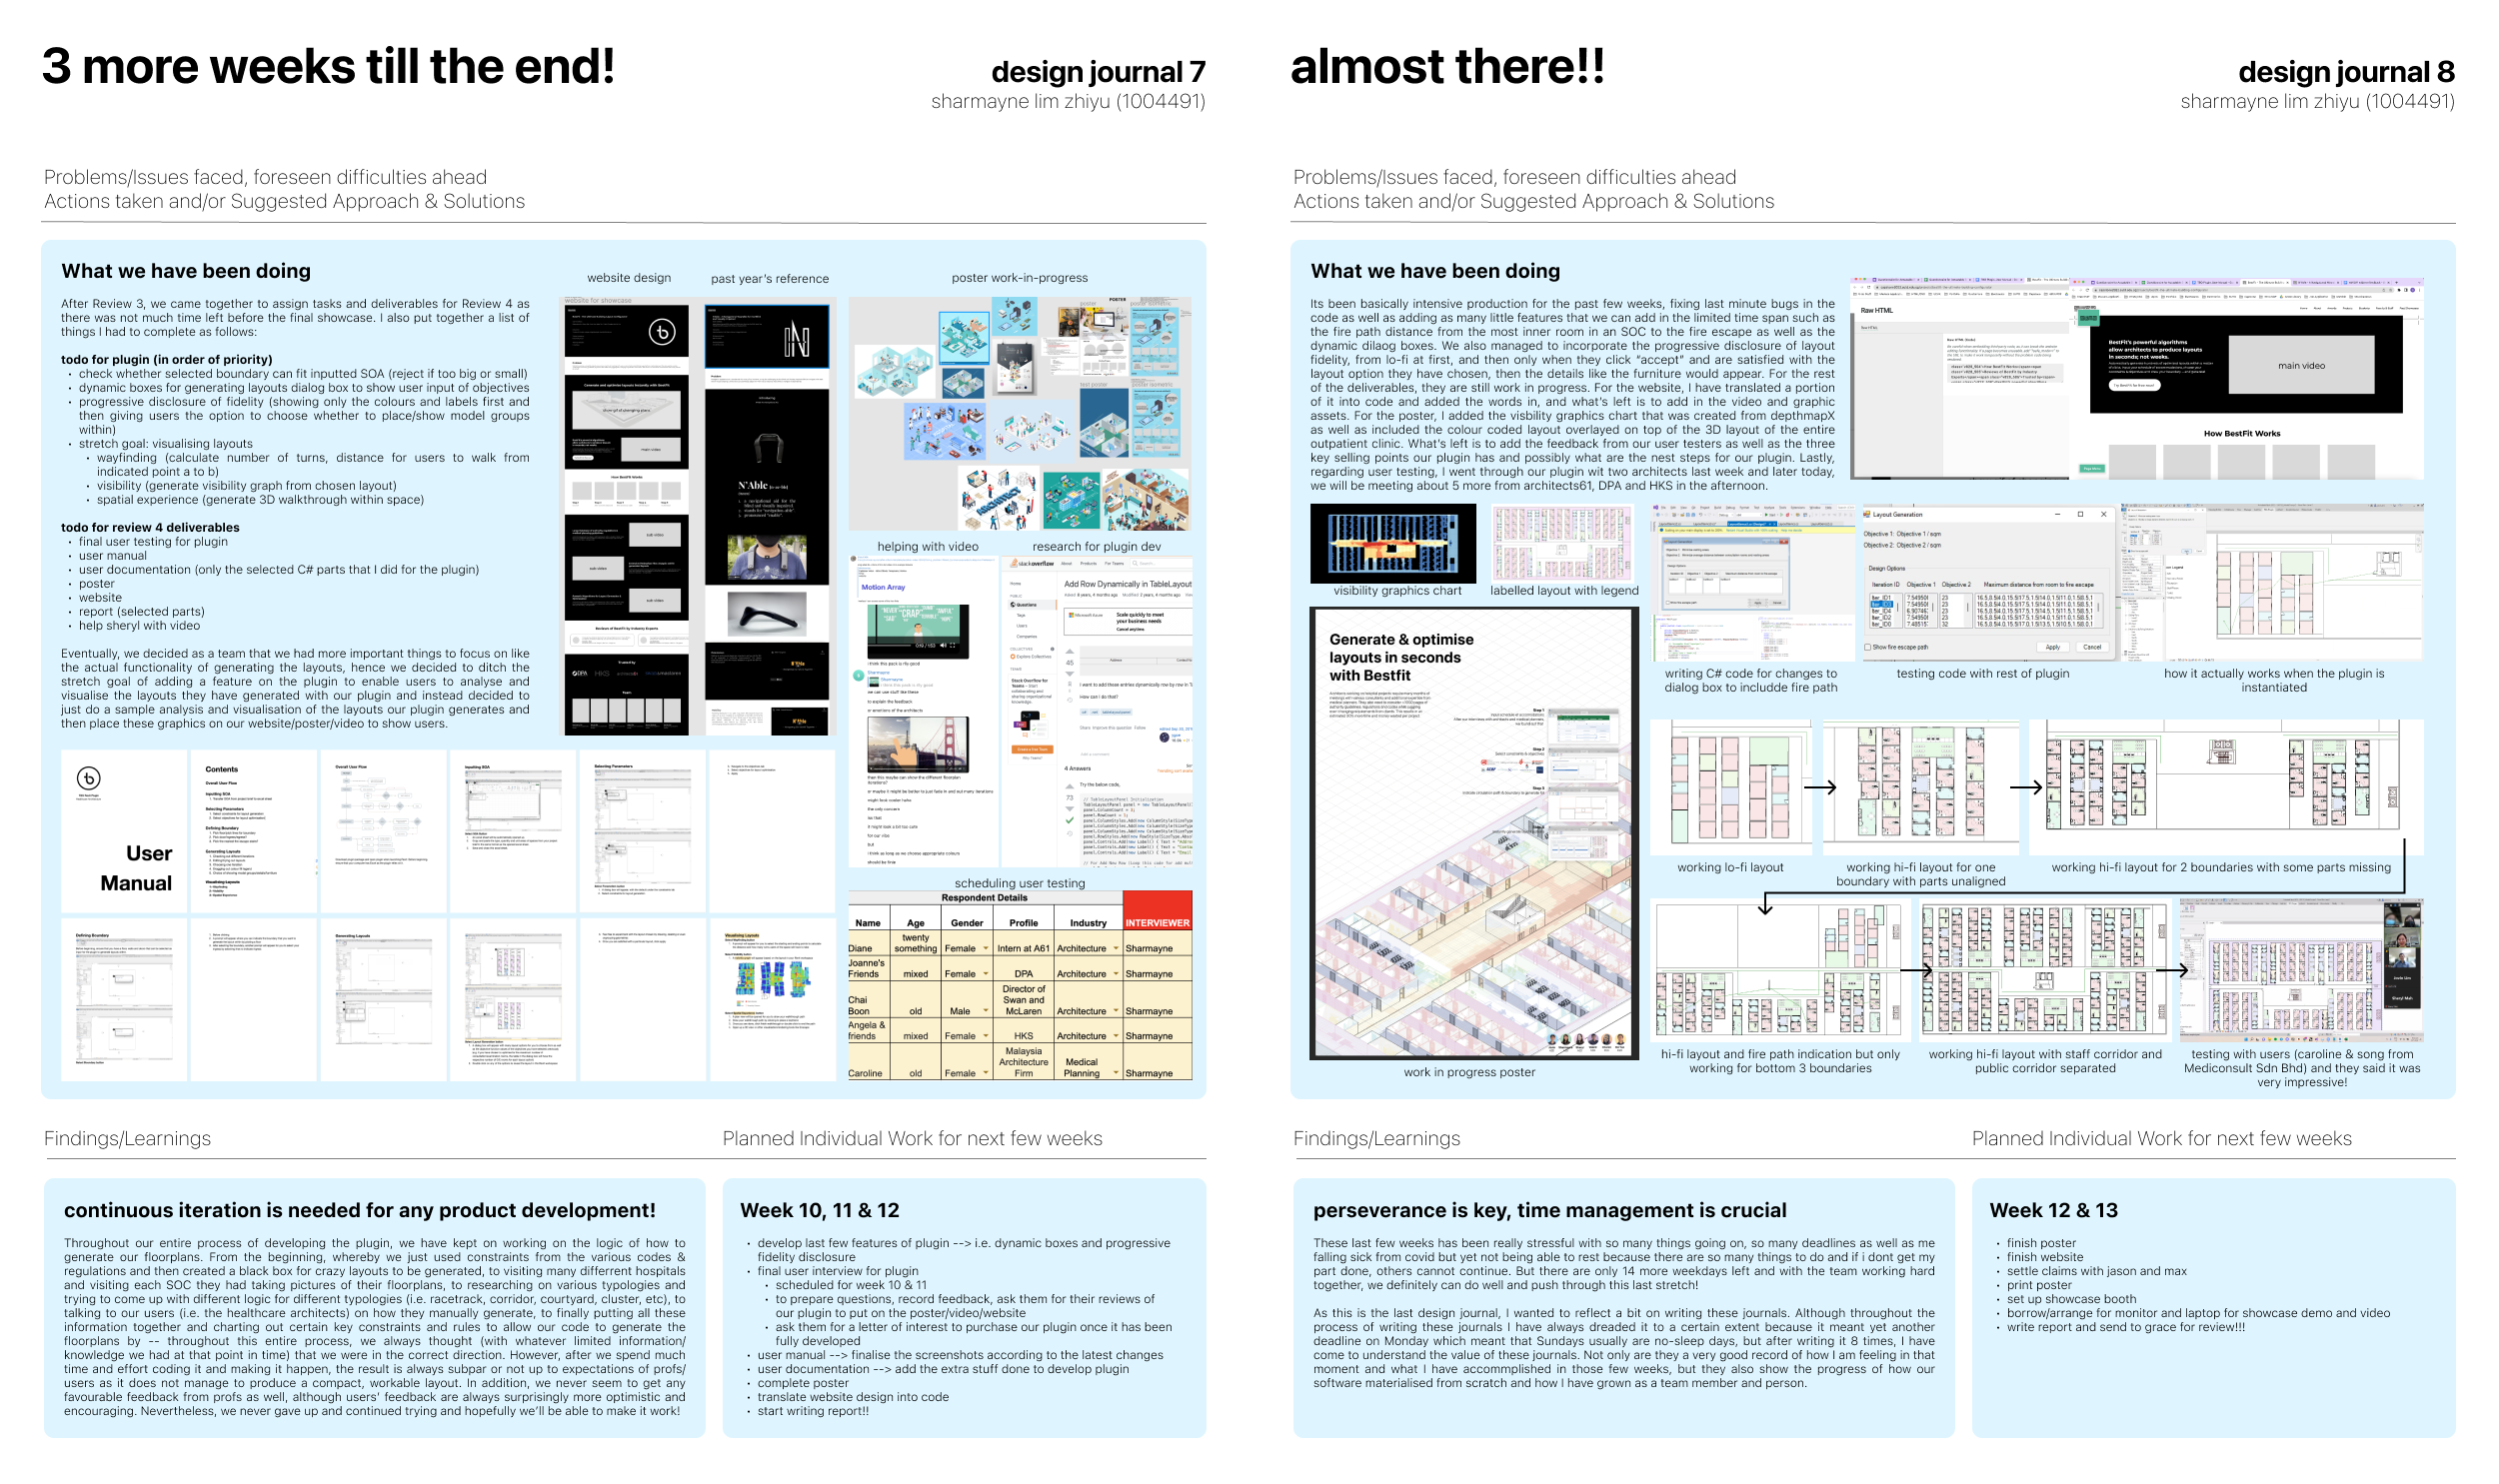 3 more weeks till the end!
design journal 7
sharmayne lim zhiyu (1004491)
Problems/Issues faced, foreseen difficulties ahead
Actions taken and/or Suggested Approach & Solutions
What we have been doing
After Review 3, we came together to assign tasks and deliverables for Review 4 as
there was not much time left before the final showcase. I also put together a list of
things I had to complete as follows:
todo for plugin (in order of priority)
• check whether selected boundary can fit inputted SOA (reject if too big or small)
• dynamic boxes for generating layouts dialog box to show user input of objectives
• progressive disclosure of fidelity (showing only the colours and labels first and
then giving users the option to choose whether to place/show model groups
within)
• stretch goal: visualising layouts
• wayfinding (calculate number of turns, distance for users to walk from
indicated point a to b)
• visibility (generate visibility graph from chosen layout)
• spatial experience (generate 3D walkthrough within space)
todo for review 4 deliverables
• final user testing for plugin
• user manual
• user documentation (only the selected C# parts that I did for the plugin)
• poster
• website
• report (selected parts)
• help sheryl with video
Eventually, we decided as a team that we had more important things to focus on like
the actual functionality of generating the layouts, hence we decided to ditch the
stretch goal of adding a feature on the plugin to enable users to analyse and
visualise the layouts they have generated with our plugin and instead decided to
just do a sample analysis and visualisation of the layouts our plugin generates and
then place these graphics on our website/poster/video to show users.
website design
past year's reference
poster work-in-progress
website for showcase
main video
How BestFit Works
N'Able
helping with video
research for plugin dev
Motion Array
stackoverflow
Add Row Dynamically in TableLayout
4 Answers
User
Manual
Contents
scheduling user testing
Respondent Details
Name Age Gender Profile Industry INTERVIEWER
Diane twenty something Female Intern at A61 Architecture Sharmayne
Joanne's Friends mixed Female DPA Architecture Sharmayne
Chai Boon old Male Director of Swan and McLaren Architecture Sharmayne
Angela & friends mixed Female HKS Architecture Sharmayne
Caroline old Female Malaysia Architecture Firm Medical Planning Sharmayne
Findings/Learnings
continuous iteration is needed for any product development!
Throughout our entire process of developing the plugin, we have kept on working on the logic of how to
generate our floorplans. From the beginning, whereby we just used constraints from the various codes &
regulations and then created a black box for crazy layouts to be generated, to visiting many diffrerent hospitals
and visiting each SOC they had taking pictures of their floorplans, to researching on various typologies and
trying to come up with different logic for different typologies (i.e. racetrack, corridor, courtyard, cluster, etc), to
talking to our users (i.e. the healthcare architects) on how they manually generate, to finally putting all these
information together and charting out certain key constraints and rules to allow our code to generate the
floorplans by -- throughout this entire process, we always thought (with whatever limited information/
knowledge we had at that point in time) that we were in the correct direction. However, after we spend much
time and effort coding it and making it happen, the result is always subpar or not up to expectations of profs/
users as it does not manage to produce a compact, workable layout. In addition, we never seem to get any
favourable feedback from profs as well, although users' feedback are always surprisingly more optimistic and
encouraging. Nevertheless, we never gave up and continued trying and hopefully we'll be able to make it work!
Planned Individual Work for next few weeks
Week 10, 11 & 12
• develop last few features of plugin --> i.e. dynamic boxes and progressive
fidelity disclosure
• final user interview for plugin
• scheduled for week 10 & 11
• to prepare questions, record feedback, ask them for their reviews of
our plugin to put on the poster/video/website
• ask them for a letter of interest to purchase our plugin once it has been
fully developed
• user manual --> finalise the screenshots according to the latest changes
• user documentation --> add the extra stuff done to develop plugin
• complete poster
• translate website design into code
• start writing report!!
almost there!!
design journal 8
sharmayne lim zhiyu (1004491)
Problems/Issues faced, foreseen difficulties ahead
Actions taken and/or Suggested Approach & Solutions
What we have been doing
Its been basically intensive production for the past few weeks, fixing last minute bugs in the
code as well as adding as many little features that we can add in the limited time span such as
the fire path distance from the most inner room in an SOC to the fire escape as well as the
dynamic dilaog boxes. We also managed to incorporate the progressive disclosure of layout
fidelity, from lo-fi at first, and then only when they click “accept” and are satisfied with the
layout option they have chosen, then the details like the furniture would appear. For the rest
of the deliverables, they are still work in progress. For the website, I have translated a portion
of it into code and added the words in, and what's left is to add in the video and graphic
assets. For the poster, I added the visbility graphics chart that was created from depthmapX
as well as included the colour coded layout overlayed on top of the 3D layout of the entire
outpatient clinic. What's left is to add the feedback from our user testers as well as the three
key selling points our plugin has and possibly what are the nest steps for our plugin. Lastly,
regarding user testing, I went through our plugin wit two architects last week and later today,
we will be meeting about 5 more from architects61, DPA and HKS in the afternoon.
Raw HTML
BestFit's powerful algorithms
allow architects to produce layouts
in seconds; not weeks.
main video
How BestFit Works
visibility graphics chart
labelled layout with legend
Layout Generation
Objective 1: Objective 1 / sqm
Objective 2: Objective 2 / sqm
Design Options
Iteration ID Objective 1 Objective 2 Maximum distance from room to fire escape
Show fire escape path
Apply
Cancel
writing C# code for changes to
dialog box to includde fire path
testing code with rest of plugin
how it actually works when the plugin is
instantiated
Generate & optimise
layouts in seconds
with Bestfit
Step 1
Step 2
Step 3
work in progress poster
working lo-fi layout
working hi-fi layout for one
boundary with parts unaligned
working hi-fi layout for 2 boundaries with some parts missing
hi-fi layout and fire path indication but only
working for bottom 3 boundaries
working hi-fi layout with staff corridor and
public corridor separated
testing with users (caroline & song from
Mediconsult Sdn Bhd) and they said it was
very impressive!
Findings/Learnings
perseverance is key, time management is crucial
These last few weeks has been really stressful with so many things going on, so many deadlines as well as me
falling sick from covid but yet not being able to rest because there are so many things to do and if i dont get my
part done, others cannot continue. But there are only 14 more weekdays left and with the team working hard
together, we definitely can do well and push through this last stretch!
As this is the last design journal, I wanted to reflect a bit on writing these journals. Although throughout the
process of writing these journals I have always dreaded it to a certain extent because it meant yet another
deadline on Monday which meant that Sundays usually are no-sleep days, but after writing it 8 times, I have
come to understand the value of these journals. Not only are they a very good record of how I am feeling in that
moment and what I have accommplished in those few weeks, but they also show the progress of how our
software materialised from scratch and how I have grown as a team member and person.
Planned Individual Work for next few weeks
Week 12 & 13
• finish poster
• finish website
• settle claims with jason and max
• print poster
• set up showcase booth
• borrow/arrange for monitor and laptop for showcase demo and video
• write report and send to grace for review!!!